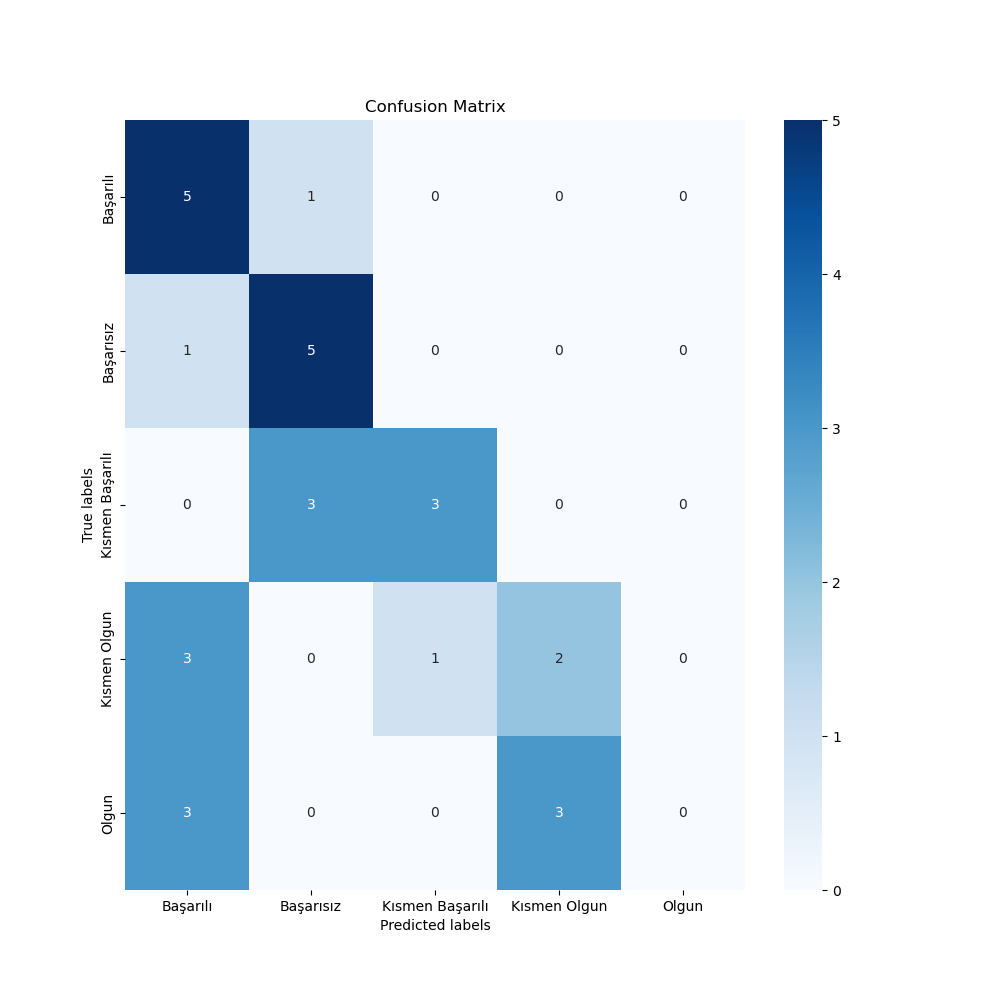 Confusion Matrix
Başarılı
5
1
0
0
0
Başarısız
1
5
0
0
0
True labels
Kısmen Başarılı
0
3
3
0
0
Kısmen Olgun
3
0
1
2
0
Olgun
3
0
0
3
0
Başarılı
Başarısız
Kısmen Başarılı
Kısmen Olgun
Olgun
Predicted labels
5
4
3
2
1
0